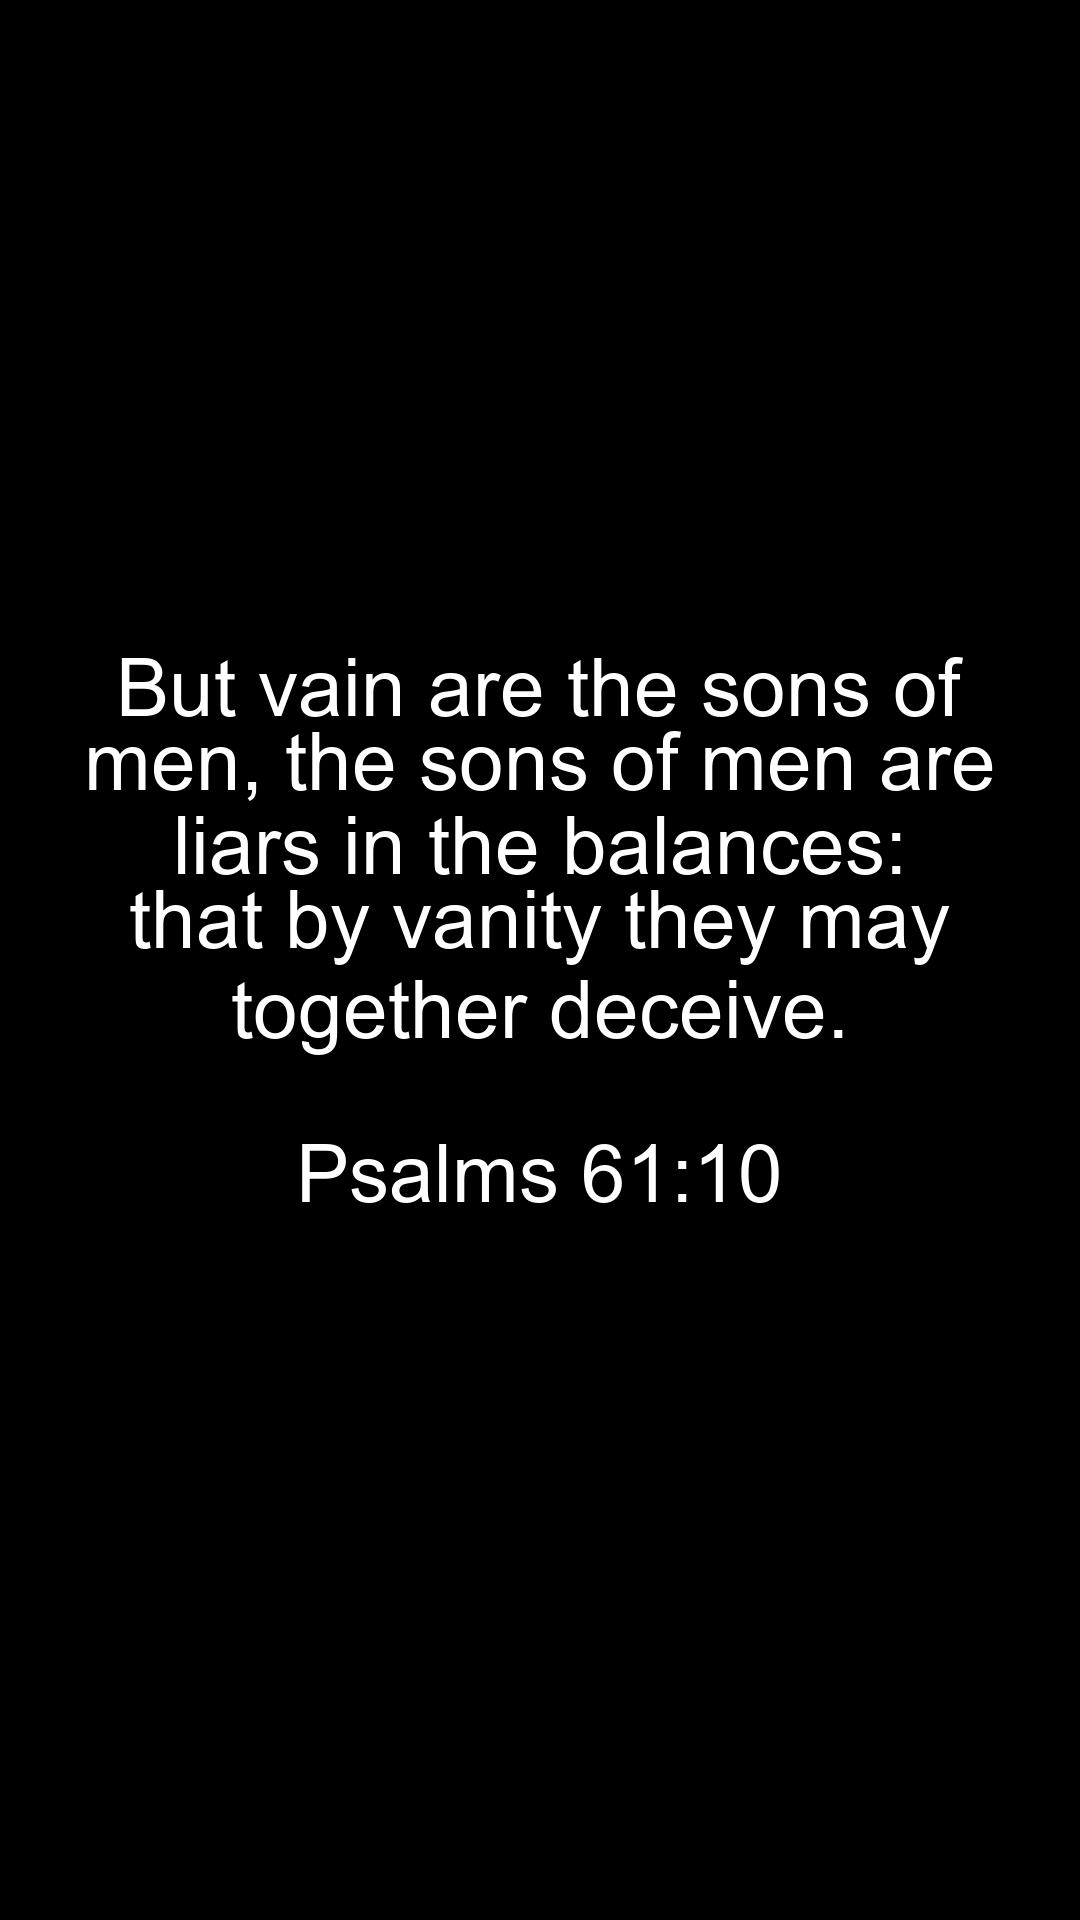 But vain are the sons of
men, the sons of men are
liars in the balances:
that by vanity they may
together deceive.
Psalms 61:10